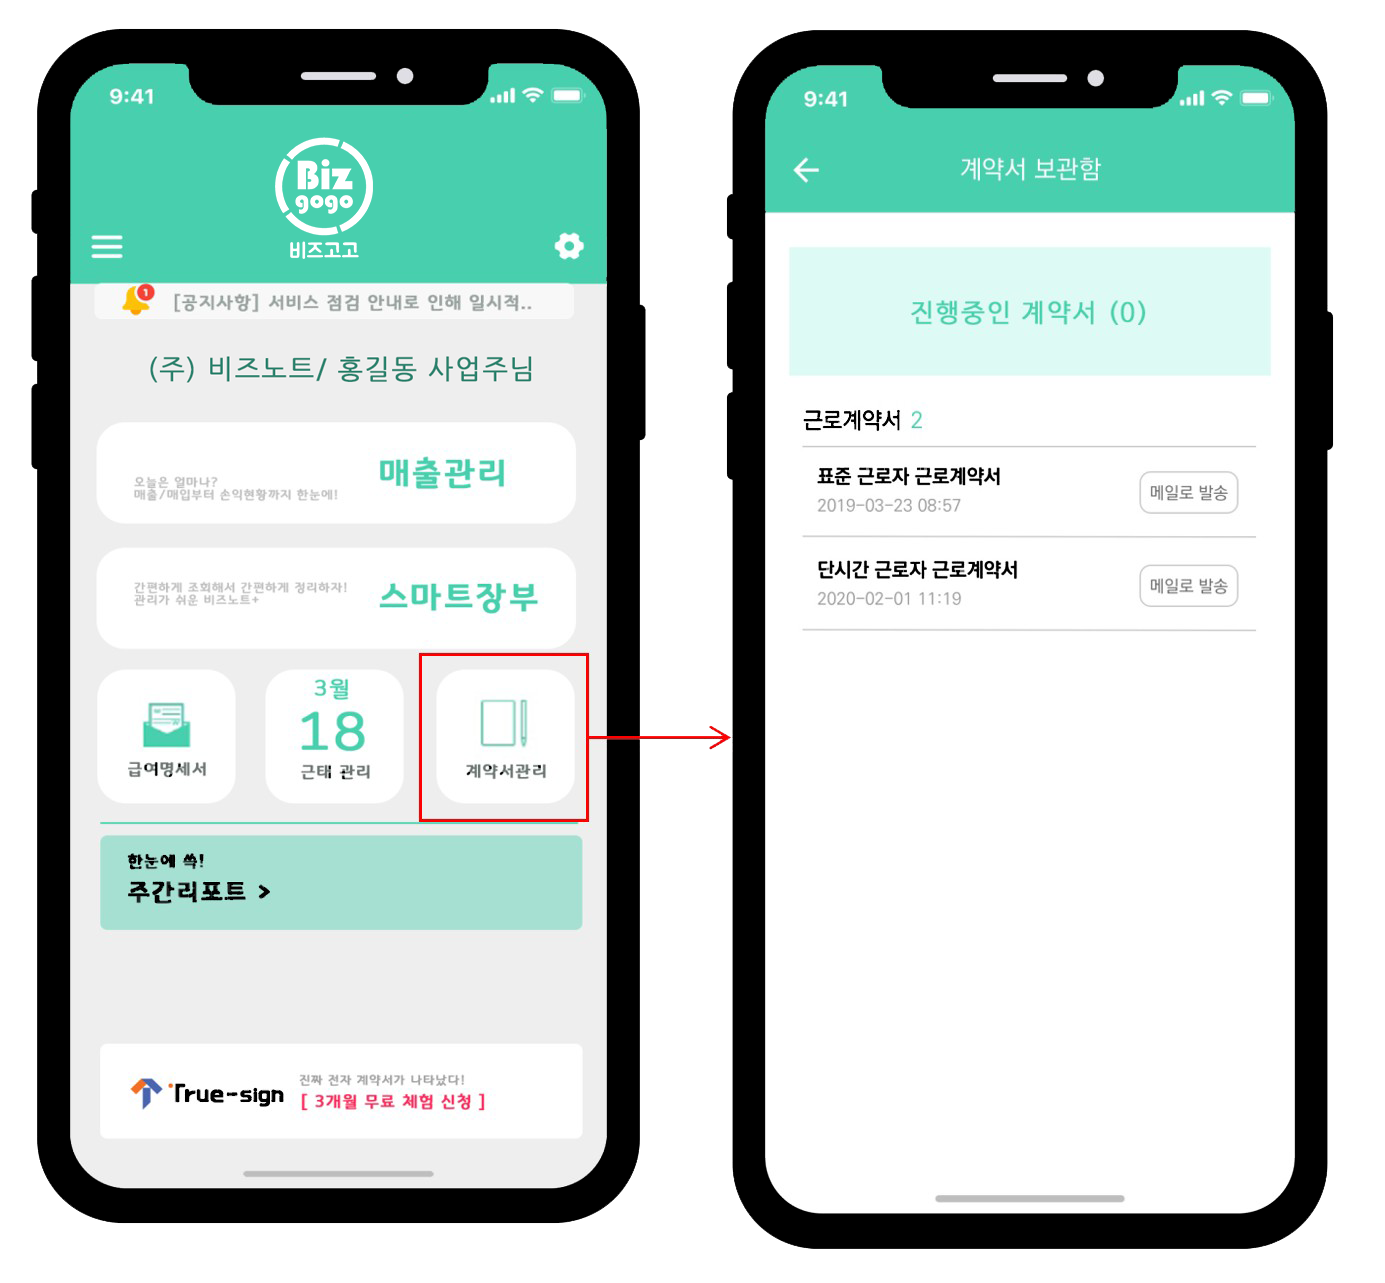 9:41
Biz
gogo
비즈고고
1
[공지사항] 서비스 점검 안내로 인해 일시적..
(주) 비즈노트/ 홍길동 사업주님
오늘은 얼마나?
매출/매입부터 손익현황까지 한눈에!
매출관리
간편하게 조회해서 간편하게 정리하자!
관리가 쉬운 비즈노트+
스마트장부
급여명세서
3월
18
근태 관리
계약서관리
한눈에 쏙!
주간리포트 >
True-sign
진짜 전자 계약서가 나타났다!
[ 3개월 무료 체험 신청 ]
9:41
계약서 보관함
진행중인 계약서 (0)
근로계약서 2
표준 근로자 근로계약서
2019-03-23 08:57
메일로 발송
단시간 근로자 근로계약서
2020-02-01 11:19
메일로 발송